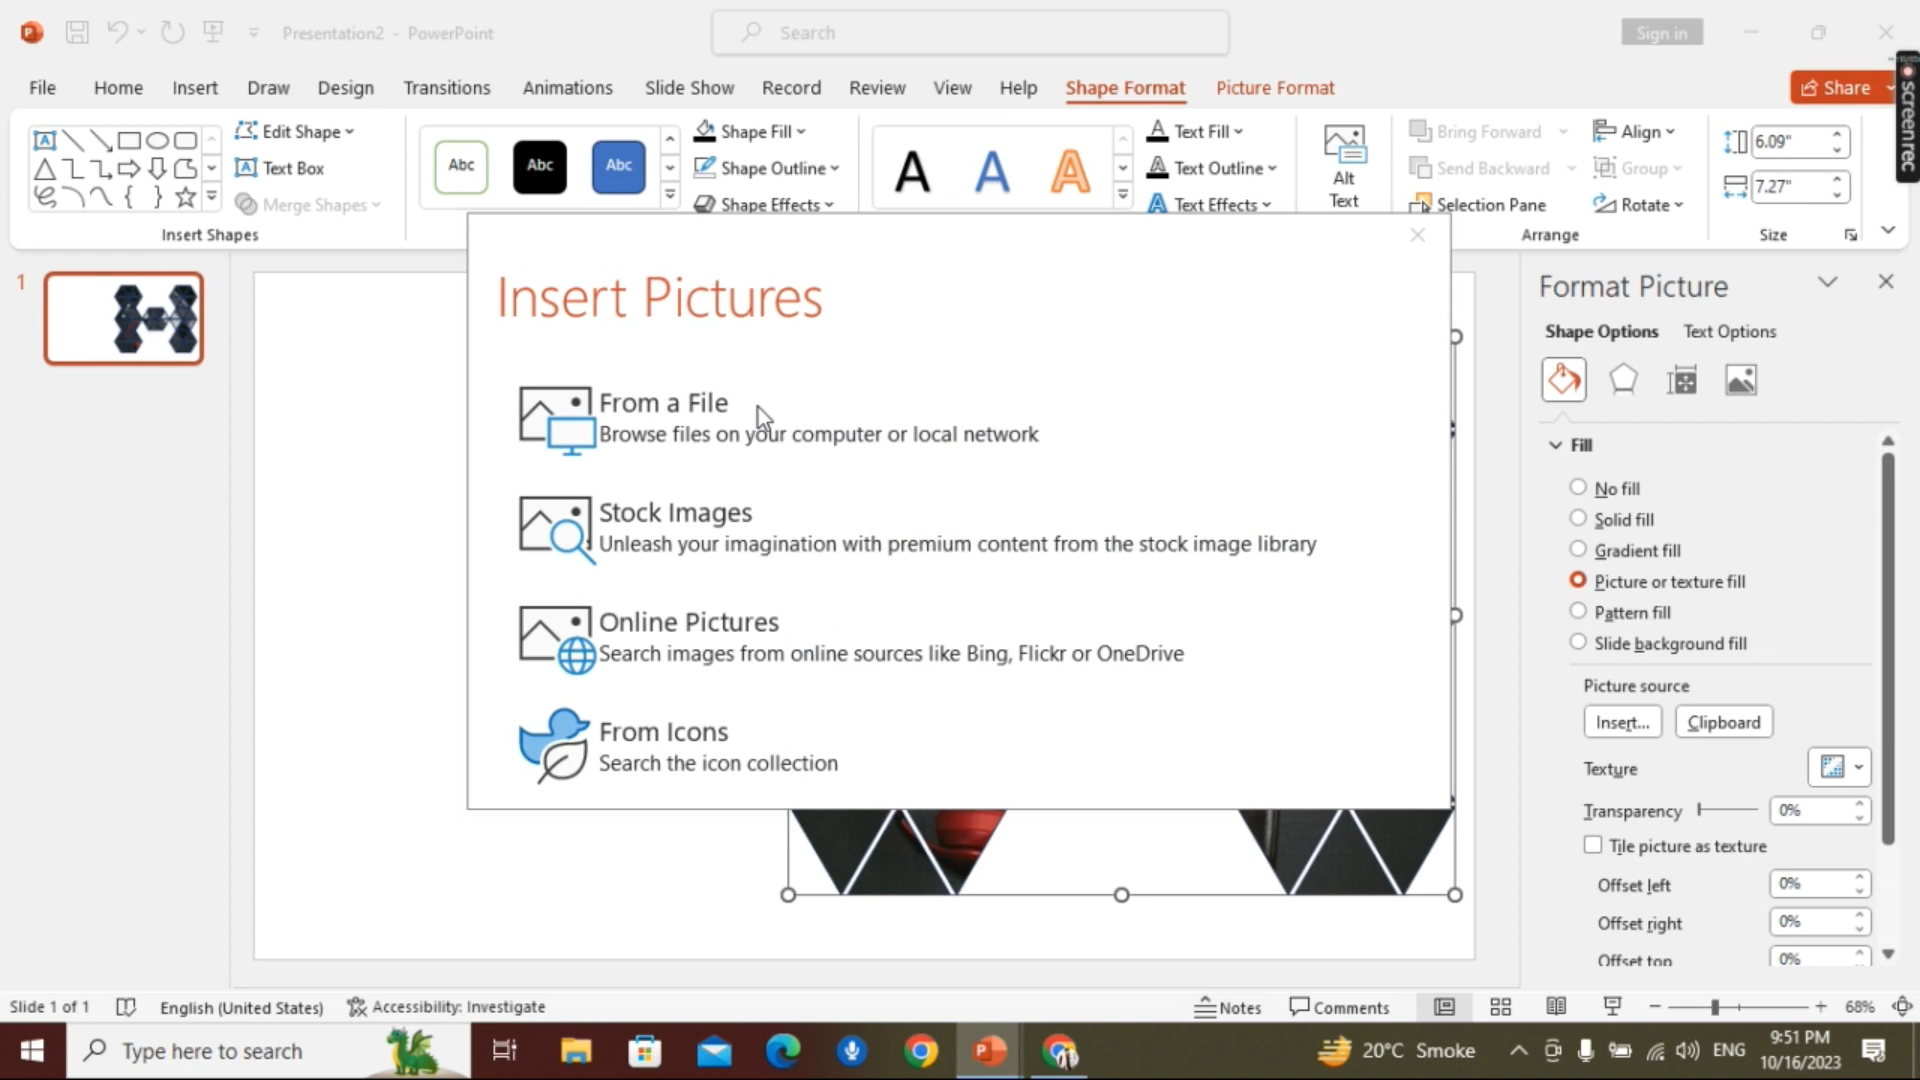 Presentation2 - PowerPoint
Search
Sign in
File Home Insert Draw Design Transitions Animations Slide Show Record Review View Help Shape Format Picture Format
Share
screenrec
Edit Shape
Text Box
Merge Shapes
Insert Shapes
Abc Abc Abc
Shape Fill
Shape Outline
Shape Effects
A A A
Text Fill
Text Outline
Text Effects
Alt
Text
Bring Forward
Send Backward
Selection Pane
Align
Group
Rotate
Arrange
6.09"
7.27"
Size
1
Insert Pictures
From a File
Browse files on your computer or local network
Stock Images
Unleash your imagination with premium content from the stock image library
Online Pictures
Search images from online sources like Bing, Flickr or OneDrive
From Icons
Search the icon collection
Format Picture
Shape Options Text Options
Fill
No fill
Solid fill
Gradient fill
Picture or texture fill
Pattern fill
Slide background fill
Picture source
Insert... Clipboard
Texture
Transparency 0%
Tile picture as texture
Offset left 0%
Offset right 0%
Offset top 0%
Slide 1 of 1 English (United States) Accessibility: Investigate Notes Comments 68%
Type here to search
20°C Smoke
ENG
9:51 PM
10/16/2023